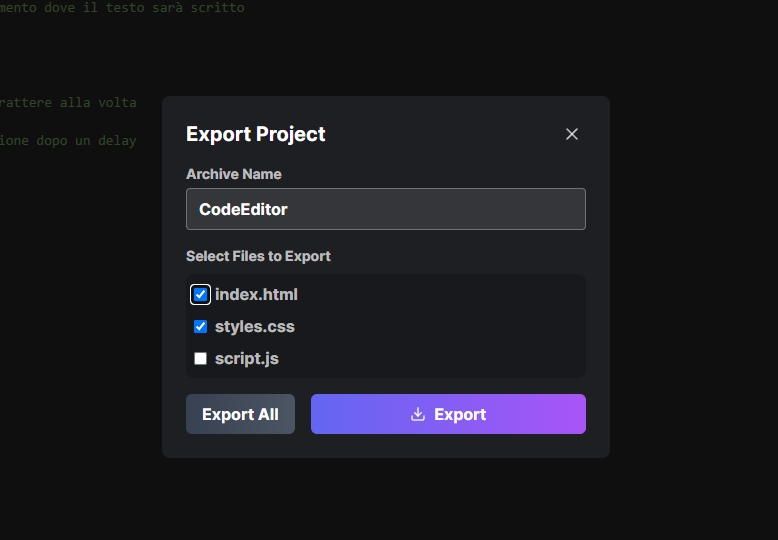 mento dove il testo sarà scritto
rattere alla volta
ione dopo un delay
Export Project
Archive Name
CodeEditor
Select Files to Export
index.html
styles.css
script.js
Export All
Export